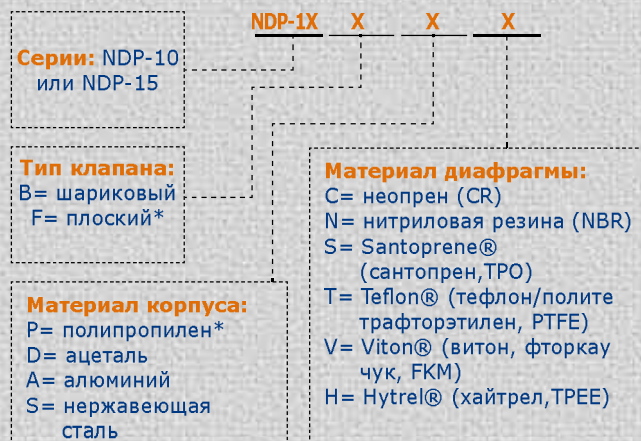 NDP-1X X X X
Серии: NDP-10
или NDP-15
Тип клапана:
B= шариковый
F= плоский*
Материал корпуса:
P= полипропилен*
D= ацеталь
A= алюминий
S= нержавеющая
сталь
Материал диафрагмы:
C= неопрен (CR)
N= нитриловая резина (NBR)
S= Santoprene®
(сантопрен,TPO)
T= Teflon® (тефлон/полите
трафторэтилен, PTFE)
V= Viton® (витон, фторкау
чук, FKM)
H= Hytrel® (хайтрел,TPEE)